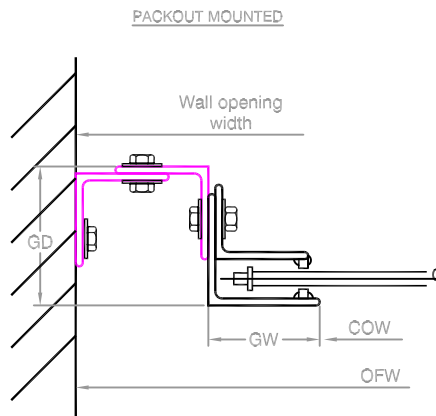 PACKOUT MOUNTED
Wall opening
width
GD
GW
COW
OFW